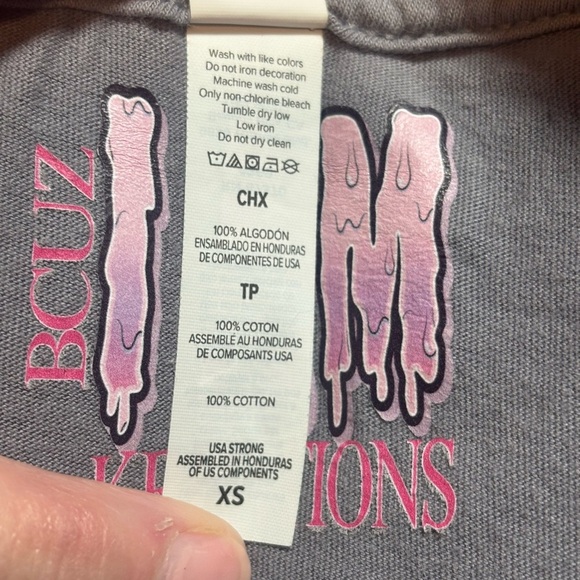 Wash with like colors
Do not iron decoration
Machine wash cold
Only non-chlorine bleach
Tumble dry low
Low iron
Do not dry clean
CHX
100% ALGODÓN
ENSAMBLADO EN HONDURAS
DE COMPONENTES DE USA
TP
100% COTON
ASSEMBLÉ AU HONDURAS
DE COMPOSANTS USA
100% COTTON
USA STRONG
ASSEMBLED IN HONDURAS
OF US COMPONENTS
XS
BCUZ
I M
IONS